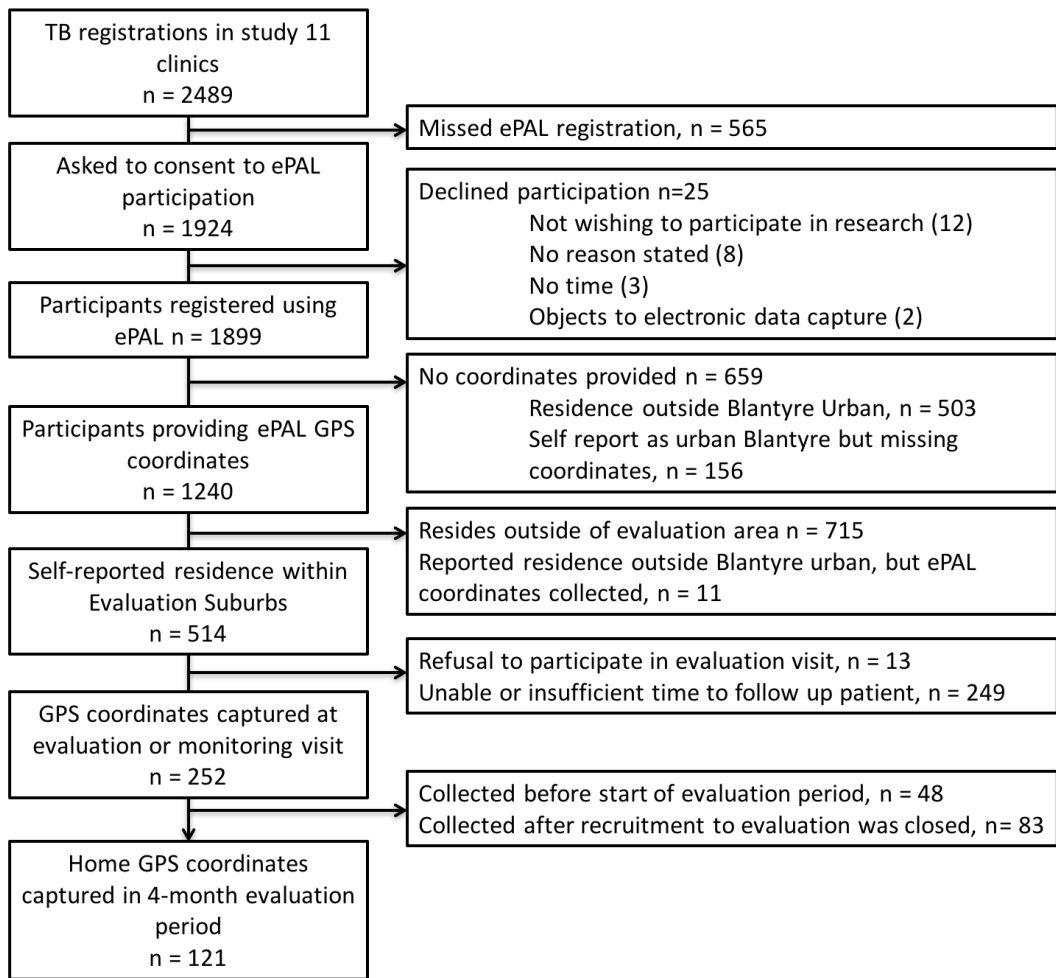 TB registrations in study 11
clinics
n = 2489
Missed ePAL registration, n = 565
Asked to consent to ePAL
participation
n = 1924
Declined participation n=25
Not wishing to participate in research (12)
No reason stated (8)
No time (3)
Objects to electronic data capture (2)
Participants registered using
ePAL n = 1899
No coordinates provided n = 659
Residence outside Blantyre Urban, n = 503
Self report as urban Blantyre but missing
coordinates, n = 156
Participants providing ePAL GPS
coordinates
n = 1240
Resides outside of evaluation area n = 715
Reported residence outside Blantyre urban, but ePAL
coordinates collected, n = 11
Self-reported residence within
Evaluation Suburbs
n = 514
Refusal to participate in evaluation visit, n = 13
Unable or insufficient time to follow up patient, n = 249
GPS coordinates captured at
evaluation or monitoring visit
n = 252
Collected before start of evaluation period, n = 48
Collected after recruitment to evaluation was closed, n= 83
Home GPS coordinates
captured in 4-month evaluation
period
n = 121